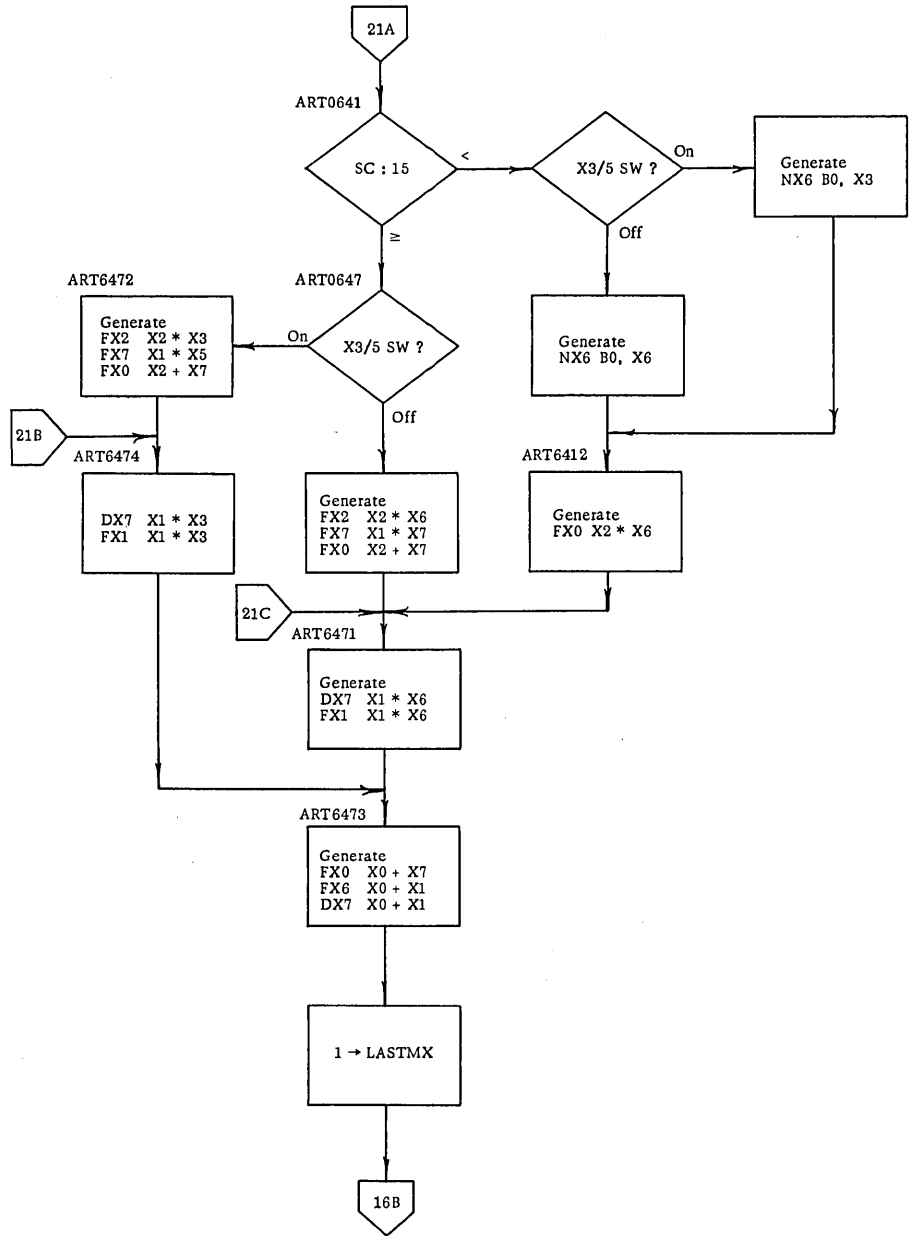 21A
ART0641
SC : 15
<
X3/5 SW ?
On
Generate
NX6 B0, X3
≥
Off
ART0647
ART6472
Generate
FX2 X2 * X3
FX7 X1 * X5
FX0 X2 + X7
On
X3/5 SW ?
Generate
NX6 B0, X6
Off
21B
ART6474
ART6412
DX7 X1 * X3
FX1 X1 * X3
Generate
FX2 X2 * X6
FX7 X1 * X7
FX0 X2 + X7
Generate
FX0 X2 * X6
21C
ART6471
Generate
DX7 X1 * X6
FX1 X1 * X6
ART6473
Generate
FX0 X0 + X7
FX6 X0 + X1
DX7 X0 + X1
1 → LASTMX
16B